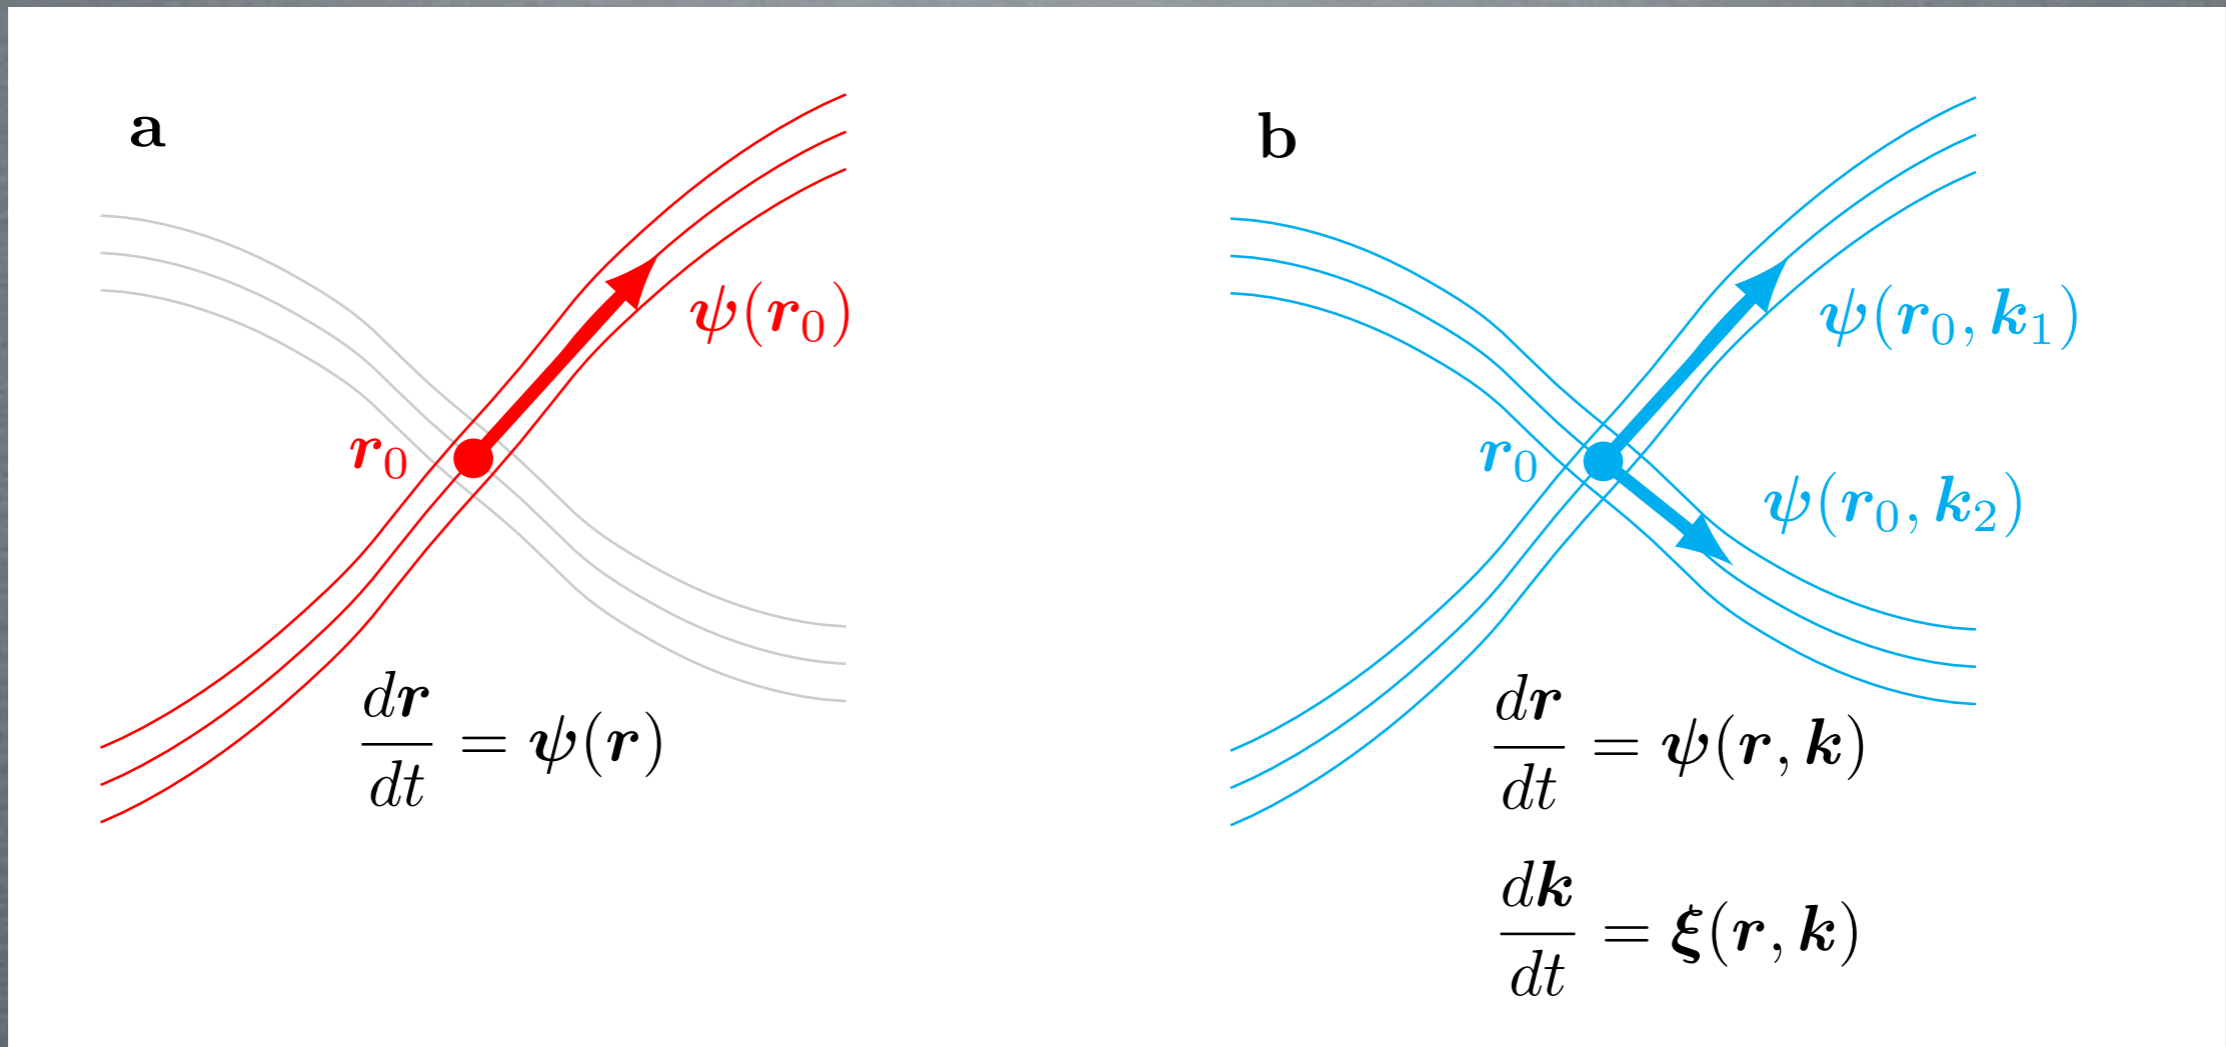 a
ψ(r₀)
r₀
dr/dt = ψ(r)
b
ψ(r₀, k₁)
r₀
ψ(r₀, k₂)
dr/dt = ψ(r, k)
dk/dt = ξ(r, k)